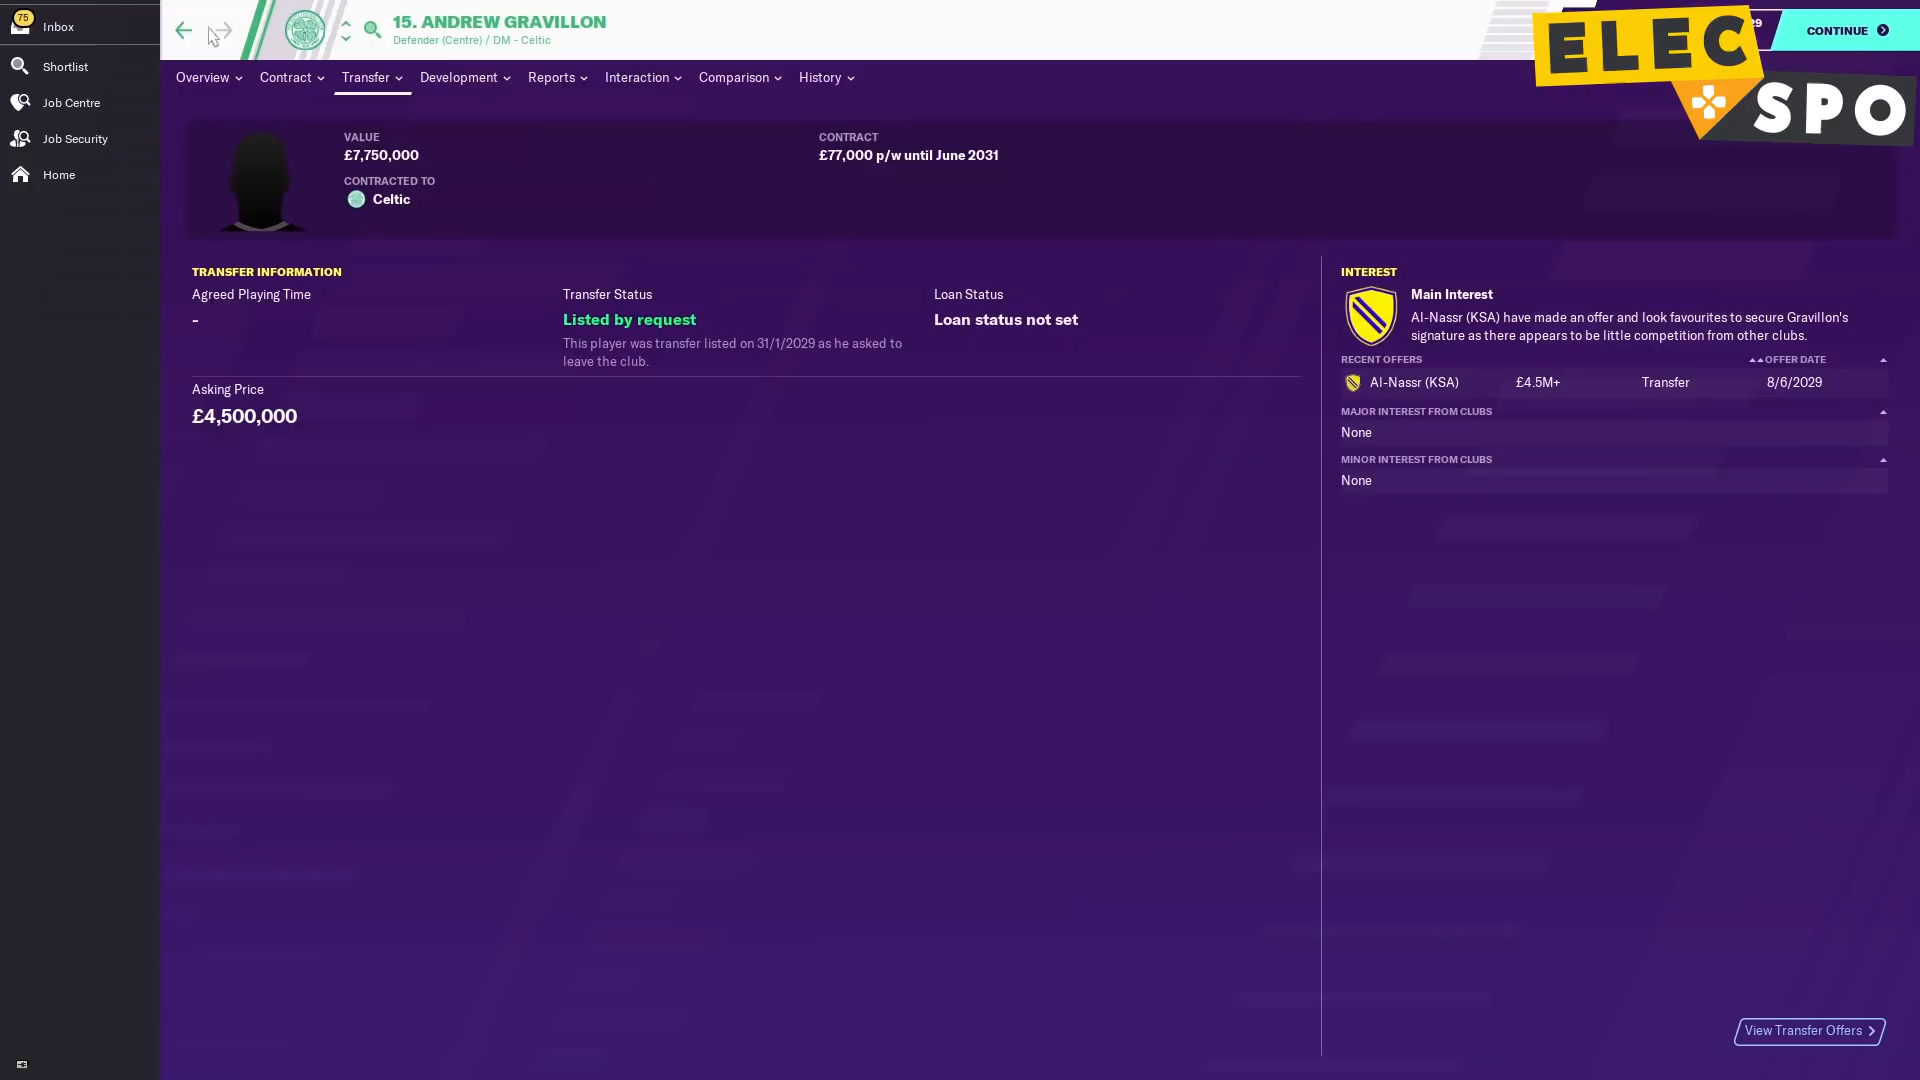 75
Inbox
Shortlist
Job Centre
Job Security
Home
15. ANDREW GRAVILLON
Defender (Centre) / DM - Celtic
29
CONTINUE
ELEC
SPO
Overview
Contract
Transfer
Development
Reports
Interaction
Comparison
History
VALUE
£7,750,000
CONTRACTED TO
Celtic
CONTRACT
£77,000 p/w until June 2031
TRANSFER INFORMATION
Agreed Playing Time
-
Transfer Status
Listed by request
This player was transfer listed on 31/1/2029 as he asked to
leave the club.
Loan Status
Loan status not set
Asking Price
£4,500,000
INTEREST
Main Interest
Al-Nassr (KSA) have made an offer and look favourites to secure Gravillon's
signature as there appears to be little competition from other clubs.
RECENT OFFERS OFFER DATE
Al-Nassr (KSA) £4.5M+ Transfer 8/6/2029
MAJOR INTEREST FROM CLUBS
None
MINOR INTEREST FROM CLUBS
None
View Transfer Offers